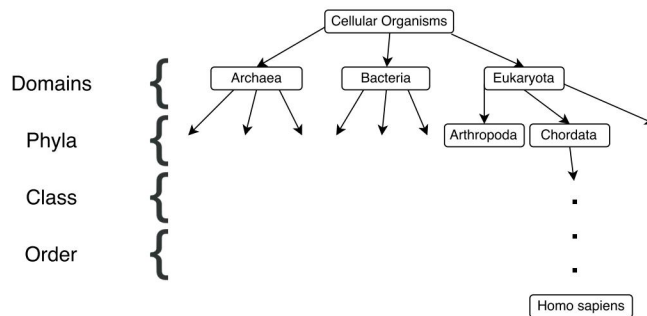 Cellular Organisms
Domains
Archaea
Bacteria
Eukaryota
Phyla
Arthropoda
Chordata
Class
Order
Homo sapiens